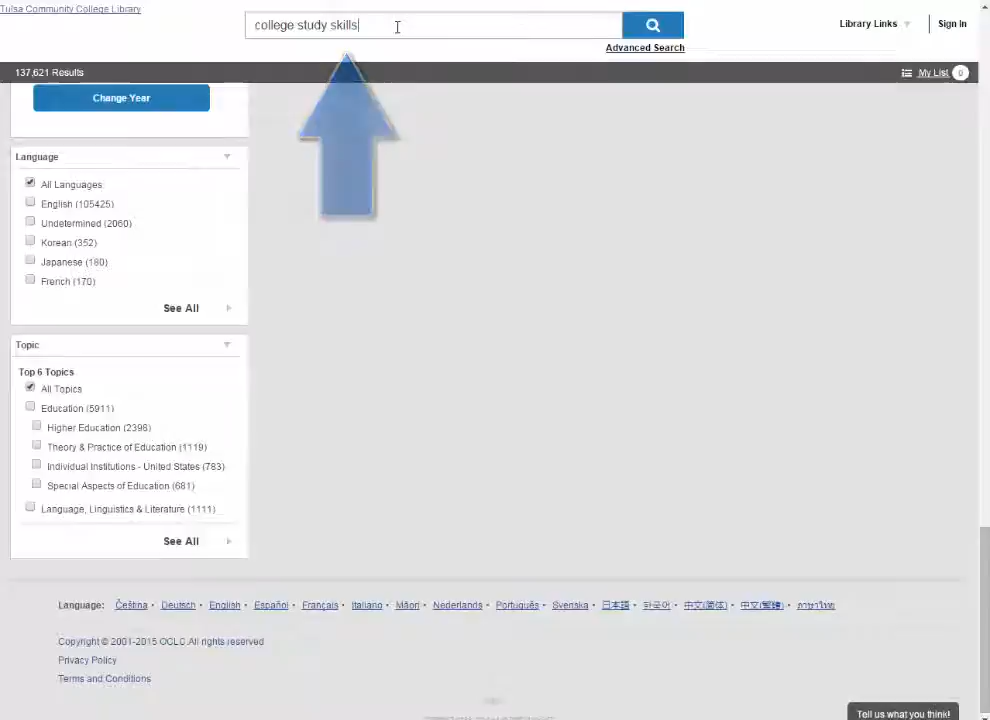 Tulsa Community College Library
college study skills
Library Links
Sign In
Advanced Search
137,621 Results
My List 0
Change Year
Language
All Languages
English (105425)
Undetermined (2060)
Korean (352)
Japanese (180)
French (170)
See All
Topic
Top 6 Topics
All Topics
Education (5911)
Higher Education (2398)
Theory & Practice of Education (1119)
Individual Institutions - United States (783)
Special Aspects of Education (681)
Language, Linguistics & Literature (1111)
See All
Language: Čeština • Deutsch • English • Español • Français • Italiano • Māori • Nederlands • Português • Svenska • 日本語 • 한국어 • 中文(简体) • 中文(繁體) • ภาษาไทย
Copyright © 2001-2015 OCLC All rights reserved
Privacy Policy
Terms and Conditions
Tell us what you think!